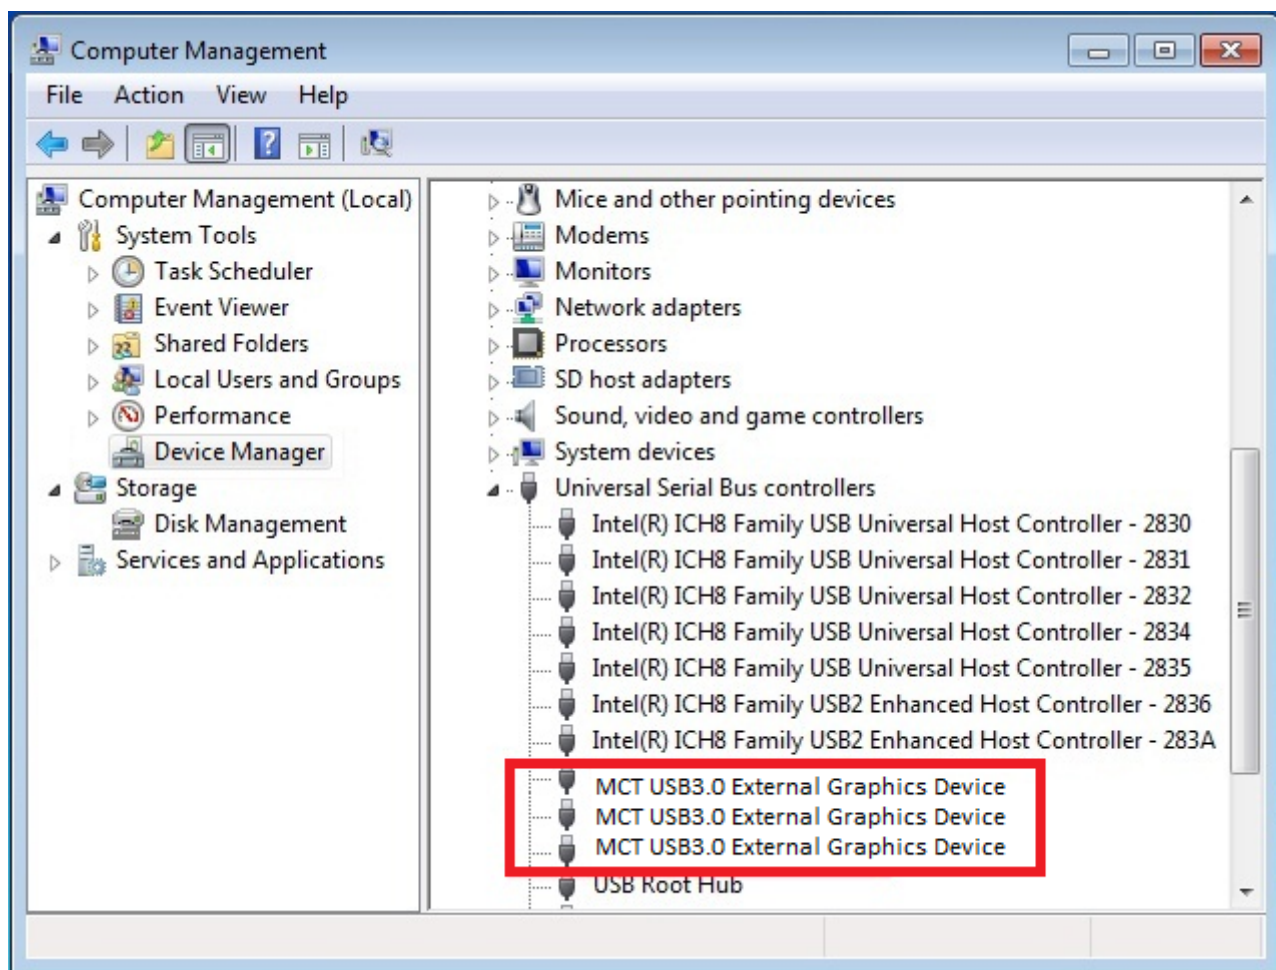 Computer Management
File Action View Help
Computer Management (Local)
System Tools
Task Scheduler
Event Viewer
Shared Folders
Local Users and Groups
Performance
Device Manager
Storage
Disk Management
Services and Applications
Mice and other pointing devices
Modems
Monitors
Network adapters
Processors
SD host adapters
Sound, video and game controllers
System devices
Universal Serial Bus controllers
Intel(R) ICH8 Family USB Universal Host Controller - 2830
Intel(R) ICH8 Family USB Universal Host Controller - 2831
Intel(R) ICH8 Family USB Universal Host Controller - 2832
Intel(R) ICH8 Family USB Universal Host Controller - 2834
Intel(R) ICH8 Family USB Universal Host Controller - 2835
Intel(R) ICH8 Family USB2 Enhanced Host Controller - 2836
Intel(R) ICH8 Family USB2 Enhanced Host Controller - 283A
MCT USB3.0 External Graphics Device
MCT USB3.0 External Graphics Device
MCT USB3.0 External Graphics Device
USB Root Hub